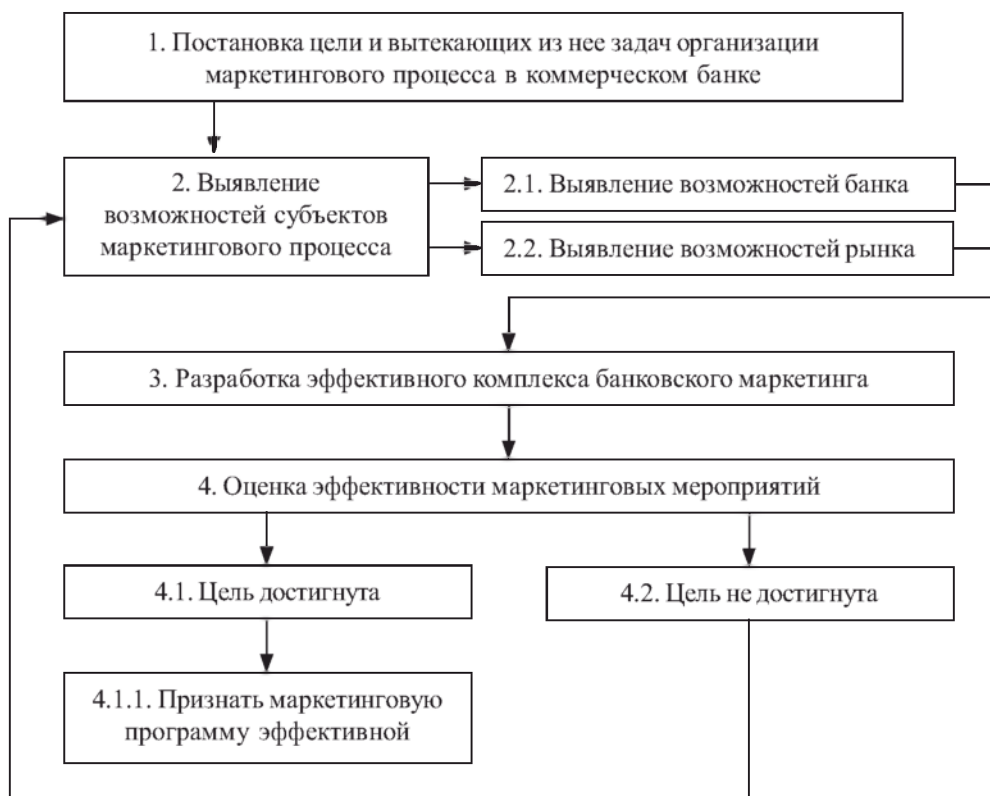 1. Постановка цели и вытекающих из нее задач организации
маркетингового процесса в коммерческом банке
2. Выявление
возможностей субъектов
маркетингового процесса
2.1. Выявление возможностей банка
2.2. Выявление возможностей рынка
3. Разработка эффективного комплекса банковского маркетинга
4. Оценка эффективности маркетинговых мероприятий
4.1. Цель достигнута
4.2. Цель не достигнута
4.1.1. Признать маркетинговую
программу эффективной